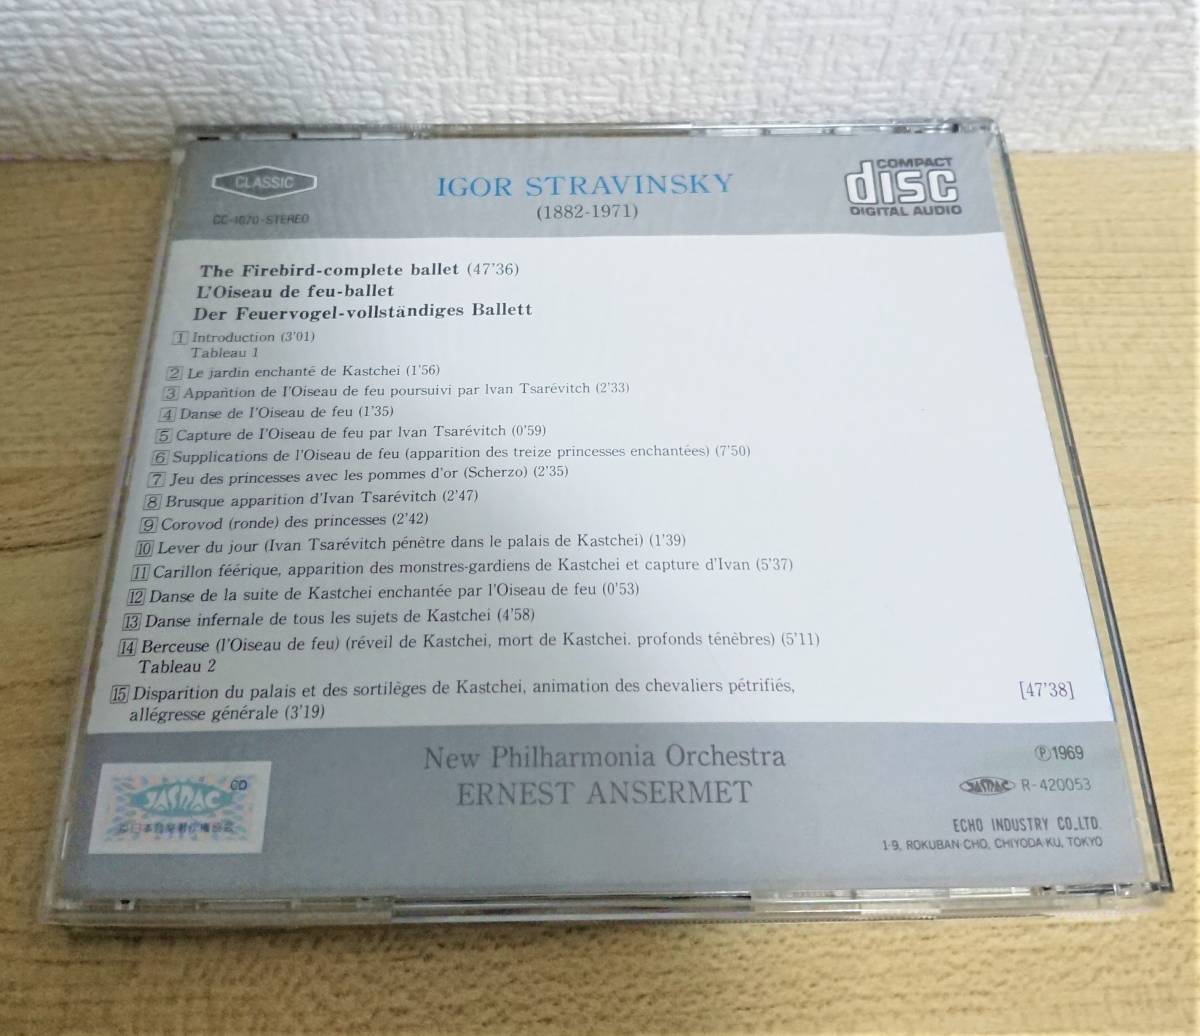 CLASSIC
CC-1070-STEREO
IGOR STRAVINSKY
(1882-1971)
COMPACT
disc
DIGITAL AUDIO
The Firebird-complete ballet (47'36)
L'Oiseau de feu-ballet
Der Feuervogel-vollständiges Ballett
1 Introduction (3'01)
Tableau 1
2 Le jardin enchanté de Kastchei (1'56)
3 Apparition de l'Oiseau de feu poursuivi par Ivan Tsarévitch (2'33)
4 Danse de l'Oiseau de feu (1'35)
5 Capture de l'Oiseau de feu par Ivan Tsarévitch (0'59)
6 Supplications de l'Oiseau de feu (apparition des treize princesses enchantées) (7'50)
7 Jeu des princesses avec les pommes d'or (Scherzo) (2'35)
8 Brusque apparition d'Ivan Tsarévitch (2'47)
9 Corovod (ronde) des princesses (2'42)
10 Lever du jour (Ivan Tsarévitch pénètre dans le palais de Kastchei) (1'39)
11 Carillon féérique, apparition des monstres-gardiens de Kastchei et capture d'Ivan (5'37)
12 Danse de la suite de Kastchei enchantée par l'Oiseau de feu (0'53)
13 Danse infernale de tous les sujets de Kastchei (4'58)
14 Berceuse (l'Oiseau de feu) (réveil de Kastchei, mort de Kastchei. profonds ténèbres) (5'11)
Tableau 2
15 Disparition du palais et des sortilèges de Kastchei, animation des chevaliers pétrifiés,
allégresse générale (3'19)
[47'38]
New Philharmonia Orchestra
ERNEST ANSERMET
CD
JASRAC
日本音楽著作権協会
Ⓟ1969
JASRAC R-420053
ECHO INDUSTRY CO.,LTD.
1-9, ROKUBAN-CHO, CHIYODA-KU, TOKYO